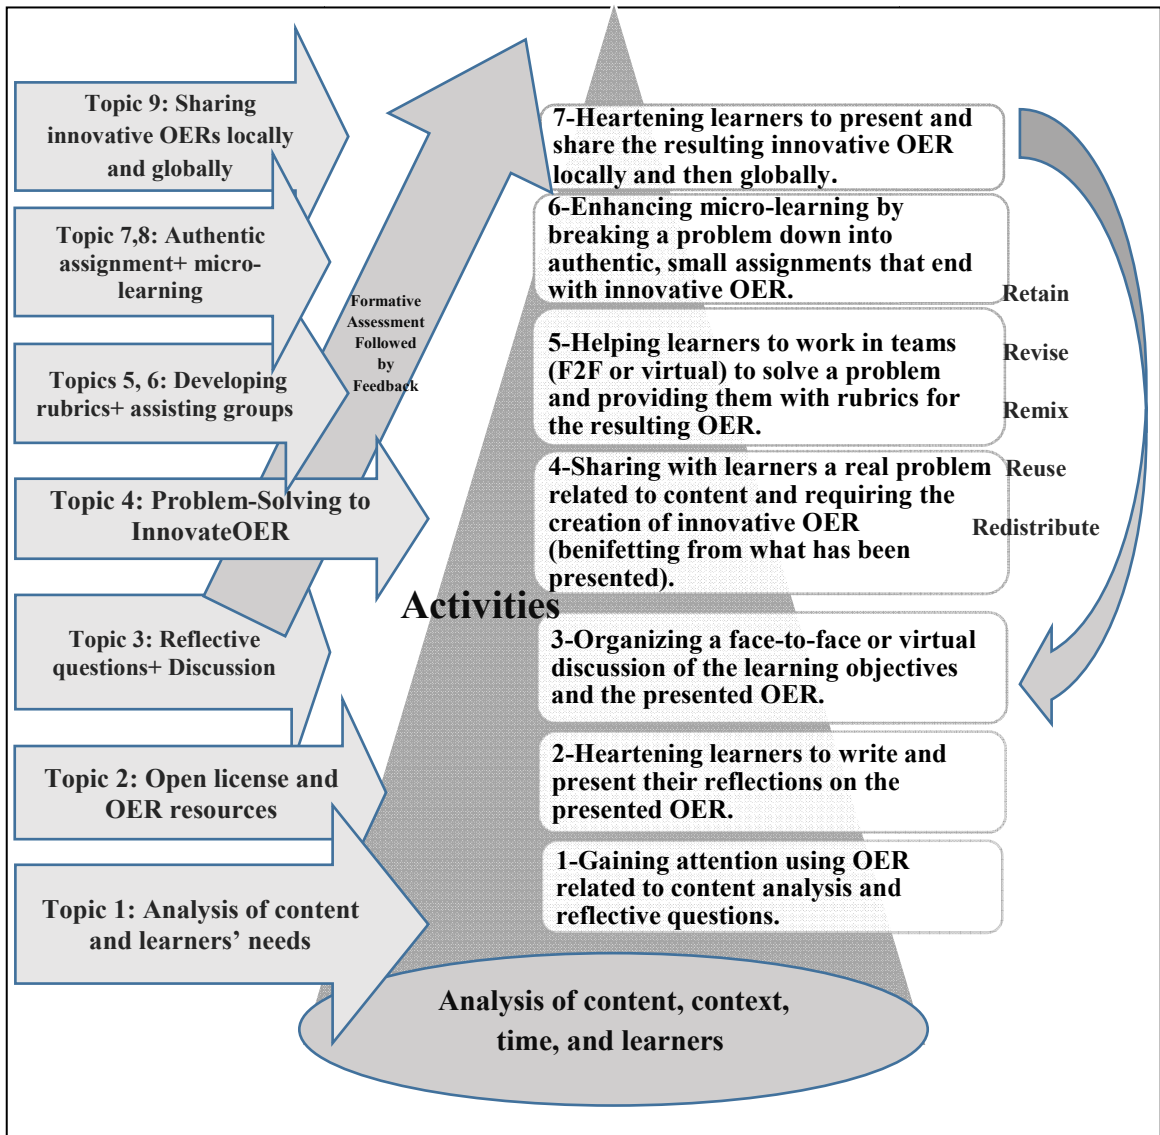 Topic 9: Sharing
innovative OERs locally
and globally
Topic 7,8: Authentic
assignment+ micro-
learning
Topics 5, 6: Developing
rubrics+ assisting groups
Topic 4: Problem-Solving to
InnovateOER
Topic 3: Reflective
questions+ Discussion
Topic 2: Open license and
OER resources
Topic 1: Analysis of content
and learners’ needs
Formative
Assessment
Followed
by
Feedback
Activities
7-Heartening learners to present and
share the resulting innovative OER
locally and then globally.
6-Enhancing micro-learning by
breaking a problem down into
authentic, small assignments that end
with innovative OER.
5-Helping learners to work in teams
(F2F or virtual) to solve a problem
and providing them with rubrics for
the resulting OER.
4-Sharing with learners a real problem
related to content and requiring the
creation of innovative OER
(benifetting from what has been
presented).
3-Organizing a face-to-face or virtual
discussion of the learning objectives
and the presented OER.
2-Heartening learners to write and
present their reflections on the
presented OER.
1-Gaining attention using OER
related to content analysis and
reflective questions.
Retain
Revise
Remix
Reuse
Redistribute
Analysis of content, context,
time, and learners